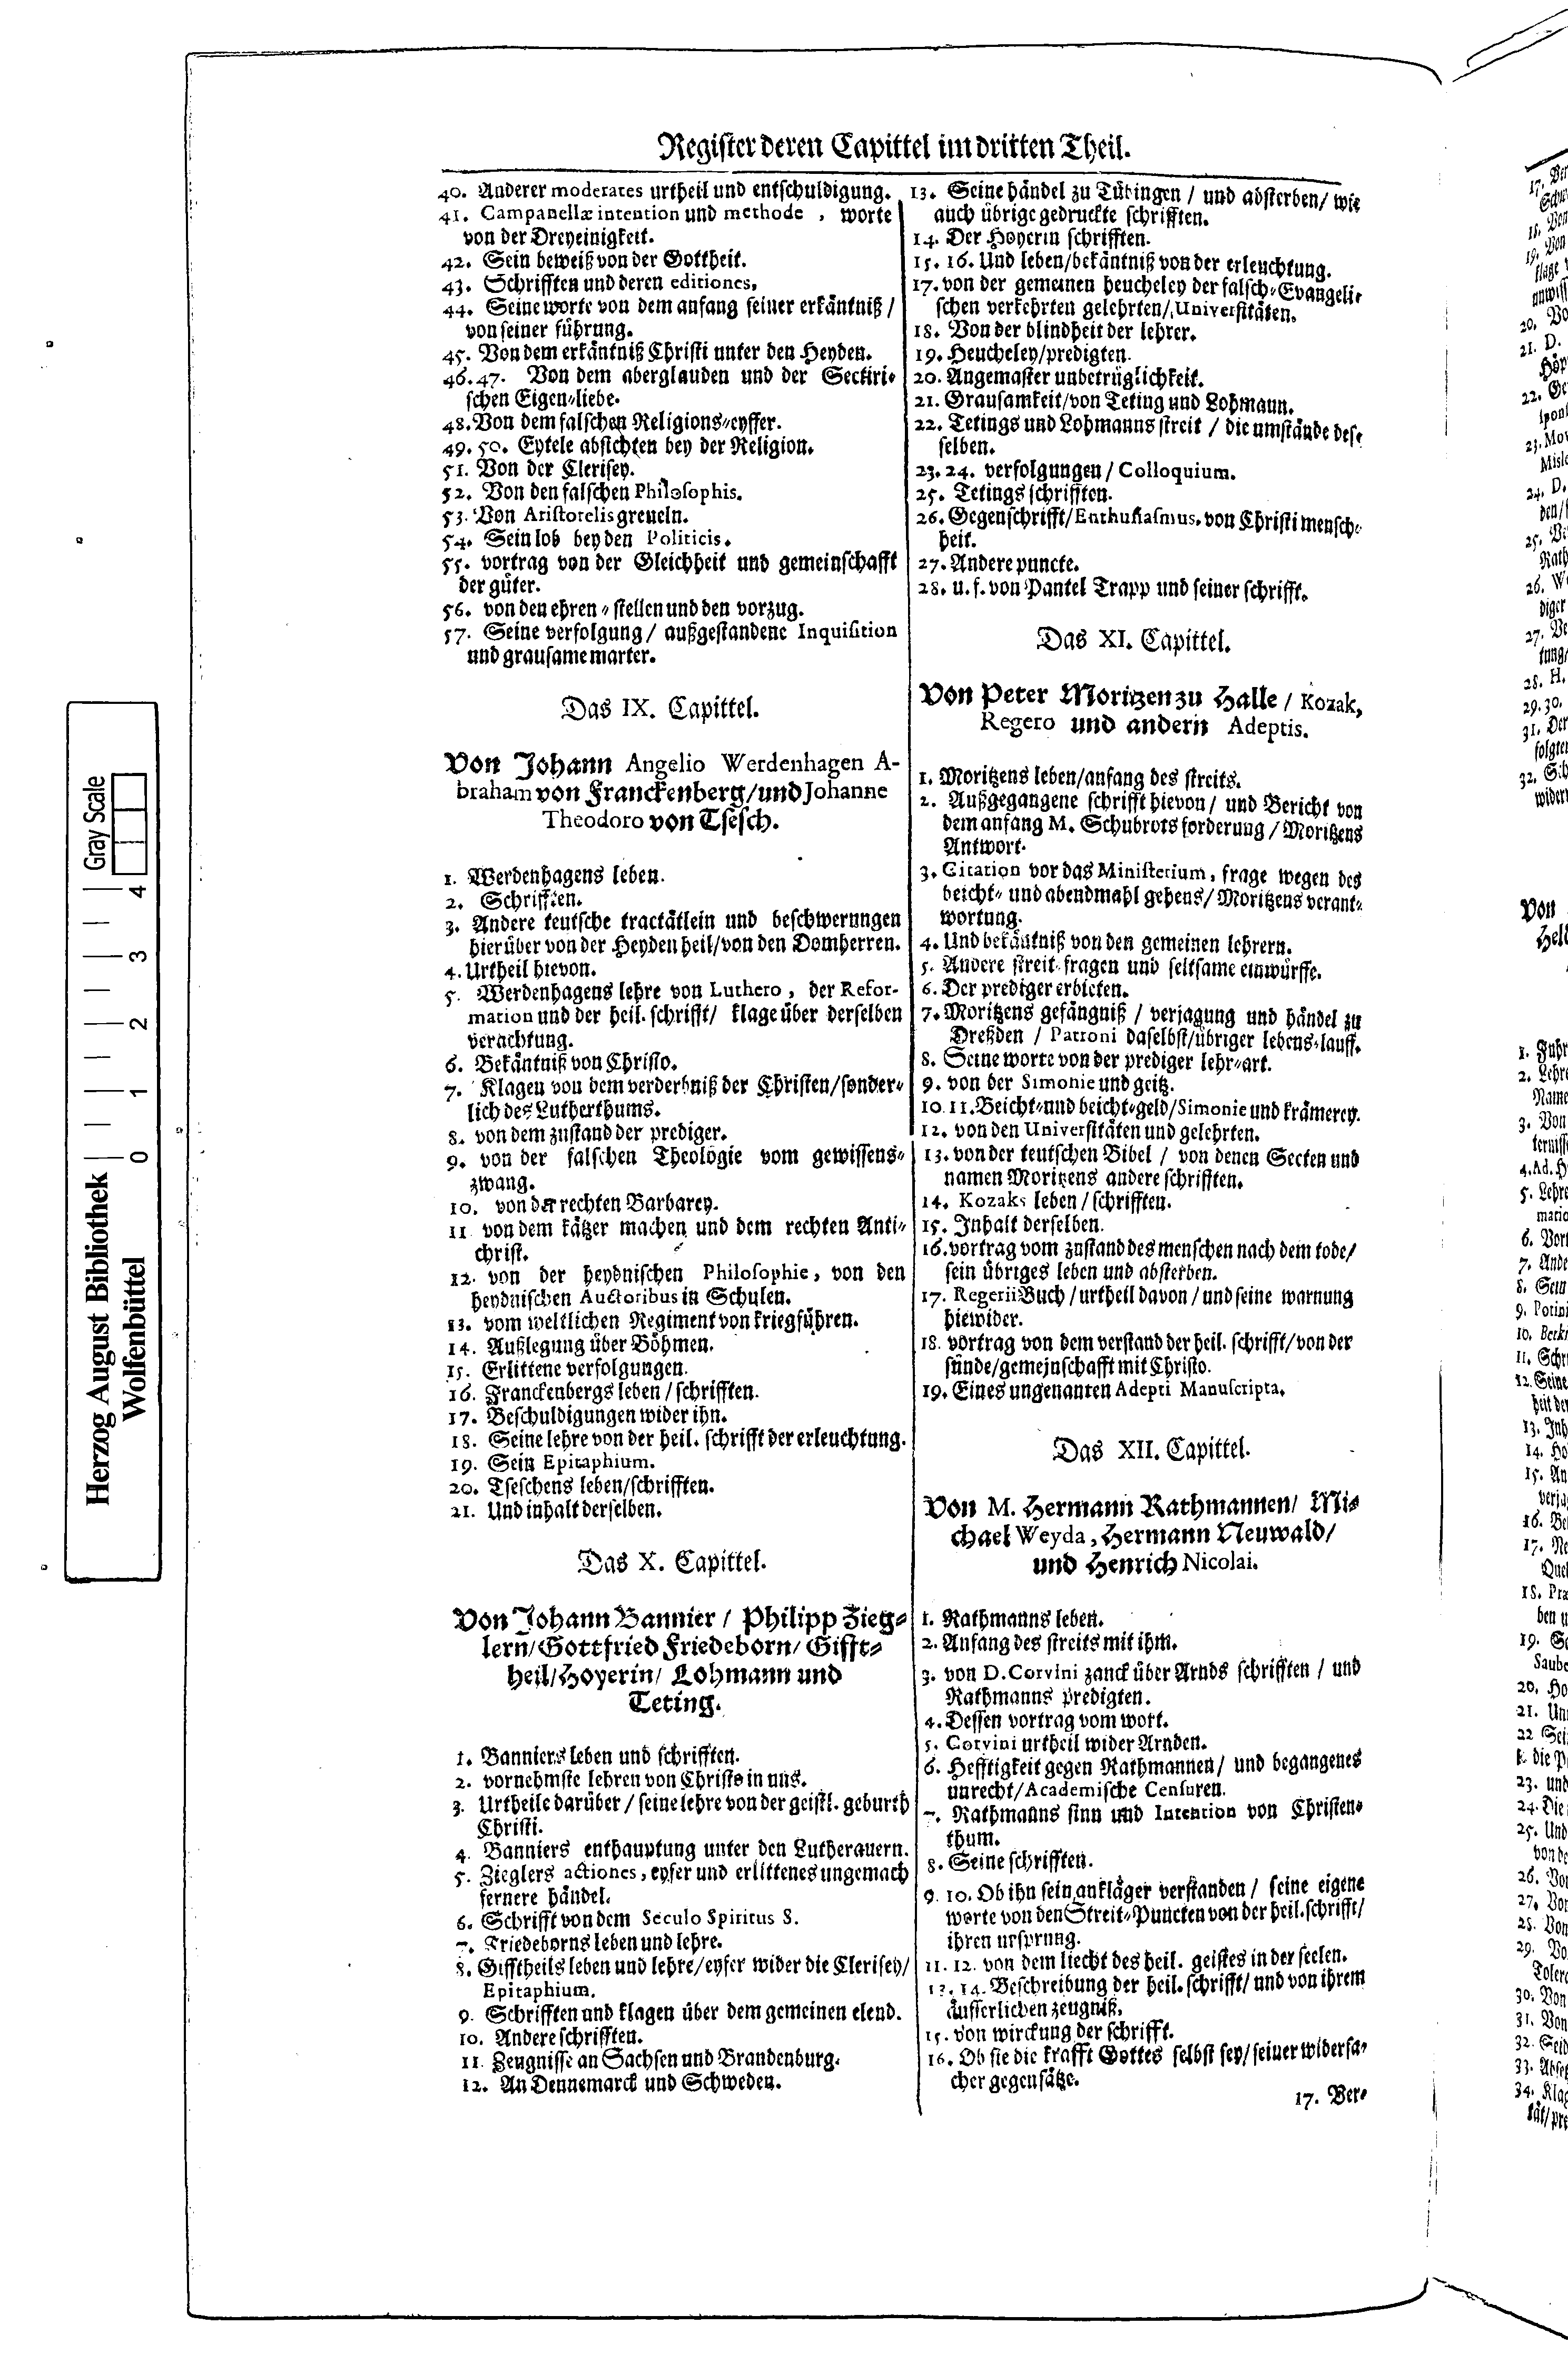 Register deren Capittel im dritten Theil.
40. Anderer moderates urtheil und entschuldigung.
41. Campanellæ intention und methode, worte
von der Dreyeinigkeit.
42. Sein beweiß von der Gottheit.
43. Schrifften und deren editiones.
44. Seine worte von dem anfang seiner erkäntniß /
von seiner führung.
45. Von dem erkäntniß Christi unter den Heyden.
46.47. Von dem aberglauden und der Sectiri-
schen Eigen-liebe.
48. Von dem falschen Religions-eyffer.
49.50. Eytele absichten bey der Religion.
51. Von der Clerisey.
52. Von den falschen Philosophis.
53. Von Aristotelis greueln.
54. Sein lob bey den Politicis.
55. vortrag von der Gleichheit und gemeinschafft
der güter.
56. von den ehren-stellen und den vorzug.
57. Seine verfolgung / außgestandene Inquisition
und grausame marter.
Das IX. Capittel.
Von Johann Angelio Werdenhagen A-
braham von Franckenberg/und Johanne
Theodoro von Tsesch.
1. Werdenhagens leben.
2. Schrifften.
3. Andere teutsche tractätlein und beschwerungen
hierüber von der Heyden heil/von den Domherren.
4. Urtheil hievon.
5. Werdenhagens lehre von Luthero, der Refor-
mation und der heil. schrifft/ klage über derselben
verachtung.
6. Bekäntniß von Christo.
7. Klagen von dem verderbniß der Christen/sonder-
lich des Lutherthums.
8. von dem zustand der prediger.
9. von der falschen Theologie vom gewissens-
zwang.
10. von der rechten Barbarey.
11 von dem kätzer machen und dem rechten Anti-
christ.
12. von der heydnischen Philosophie, von den
heydnischen Auctoribus in Schulen.
13. vom weltlichen Regiment von kriegführen.
14. Außlegung über Böhmen.
15. Erlittene verfolgungen.
16. Franckenbergs leben / schrifften.
17. Beschuldigungen wider ihn.
18. Seine lehre von der heil. schrifft der erleuchtung.
19. Sein Epitaphium.
20. Tseschens leben/schrifften.
21. Und inhalt derselben.
Das X. Capittel.
Von Johann Bannier / Philipp Zieg-
lern/Gottfried Friedeborn/ Gifft-
heil/Hoyerin/ Lohmann und
Teting.
1. Banniers leben und schrifften.
2. vornehmste lehren von Christo in uns.
3. Urtheile darüber / seine lehre von der geistl. geburth
Christi.
4. Banniers enthauptung unter den Lutheranern.
5. Zieglers actiones, eyfer und erlittenes ungemach
fernere händel.
6. Schrifft von dem Seculo Spiritus S.
7. Friedeborns leben und lehre.
8. Gifftheils leben und lehre/eyfer wider die Clerisey/
Epitaphium.
9. Schrifften und klagen über dem gemeinen elend.
10. Andere schrifften.
11. Zeugnisse an Sachsen und Brandenburg.
12. An Dennemarck und Schweden.
13. Seine händel zu Tübingen / und absterben/ wie
auch übrige gedruckte schrifften.
14. Der Hoyerin schrifften.
15. 16. Und leben/bekäntniß von der erleuchtung.
17. von der gemeinen heucheley der falsch-Evangeli-
schen verkehrten gelehrten/Universitäten.
18. Von der blindheit der lehrer.
19. Heucheley/predigten.
20. Angemaster unbetrüglichkeit.
21. Grausamkeit/von Teting und Lohmann.
22. Tetings und Lohmanns streit / die umstände des-
selben.
23. 24. verfolgungen / Colloquium.
25. Tetings schrifften.
26. Gegenschrifft/Enthusiasmus, von Christi mensch-
heit.
27. Andere puncte.
28. u. f. von Pantel Trapp und seiner schrifft.
Das XI. Capittel.
Von Peter Moritzen zu Halle / Kozak,
Regero und andern Adeptis.
1. Moritzens leben/anfang des streits.
2. Außgegangene schrifft hievon / und Bericht von
dem anfang M. Schubrots forderung / Moritzens
Antwort.
3. Citation vor das Ministerium, frage wegen des
beicht- und abendmahl gehens/ Moritzens verant-
wortung.
4. Und bekäntniß von den gemeinen lehrern.
5. Andere streit-fragen und seltsame einwürffe.
6. Der prediger erbieten.
7. Moritzens gefängniß / verjagung und händel zu
Dreßden / Patroni daselbst/übriger lebens-lauff.
8. Seine worte von der prediger lehr-art.
9. von der Simonie und geitz.
10 11. Beicht- und beicht-geld/Simonie und krämerey.
12. von den Universitäten und gelehrten.
13. von der teutschen Bibel / von denen Secten und
namen Moritzens andere schrifften.
14. Kozaks leben / schrifften.
15. Inhalt derselben.
16. vortrag vom zustand des menschen nach dem tode/
sein übriges leben und absterben.
17. Regerii Buch / urtheil davon / und seine warnung
hiewider.
18. vortrag von dem verstand der heil. schrifft/von der
sünde/gemeinschafft mit Christo.
19. Eines ungenanten Adepti Manuscripta.
Das XII. Capittel.
Von M. Hermann Rathmannen/ Mi-
chael Weyda, Hermann Neuwald/
und Henrich Nicolai.
1. Rathmanns leben.
2. Anfang des streits mit ihm.
3. von D. Corvini zanck über Arnds schrifften / und
Rathmanns predigten.
4. Dessen vortrag vom wort.
5. Corvini urtheil wider Arnden.
6. Hefftigkeit gegen Rathmannen/ und begangenes
unrecht/Academische Censuren.
7. Rathmanns sinn und Intention von Christen-
thum.
8. Seine schrifften.
9. 10. Ob ihn sein ankläger verstanden / seine eigene
worte von den Streit-Puncten von der heil. schrifft/
ihren ursprung.
11. 12. von dem liecht des heil. geistes in der seelen.
13. 14. Beschreibung der heil. schrifft/ und von ihrem
äusserlichen zeugniß.
15. von wirckung der schrifft.
16. Ob sie die krafft Gottes selbst sey/ seiner widersa-
cher gegensätze.
17. Ver-
Gray Scale
0 1 2 3 4
Herzog August Bibliothek
Wolfenbüttel